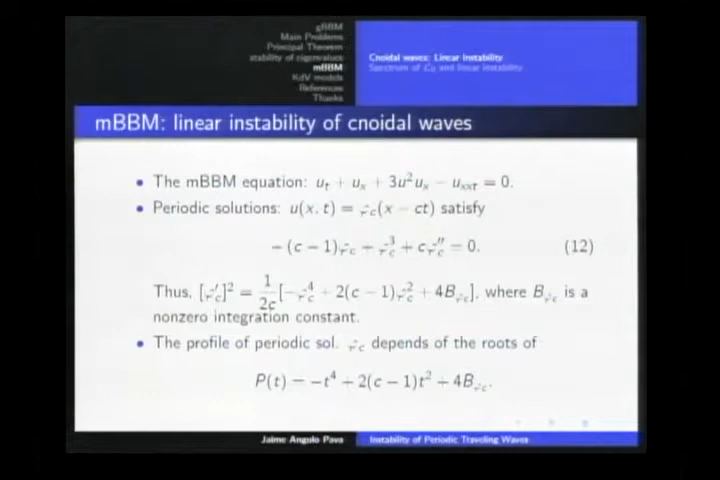 gBBM
Main Problems
Principal Theorem
stability of eigenvalues
mBBM
KdV models
References
Thanks
Cnoidal waves: Linear instability
Spectrum of L₀ and linear instability
mBBM: linear instability of cnoidal waves
• The mBBM equation: u_t + u_x + 3u²u_x − u_xxt = 0.
• Periodic solutions: u(x, t) = φ_c(x − ct) satisfy
−(c − 1)φ_c + φ_c³ + cφ_c'' = 0. (12)
Thus, [φ_c']² = 1/2c [−φ_c⁴ + 2(c − 1)φ_c² + 4B_φc], where B_φc is a
nonzero integration constant.
• The profile of periodic sol. φ_c depends of the roots of
P(t) = −t⁴ + 2(c − 1)t² + 4B_φc.
Jaime Angulo Pava
Instability of Periodic Traveling Waves